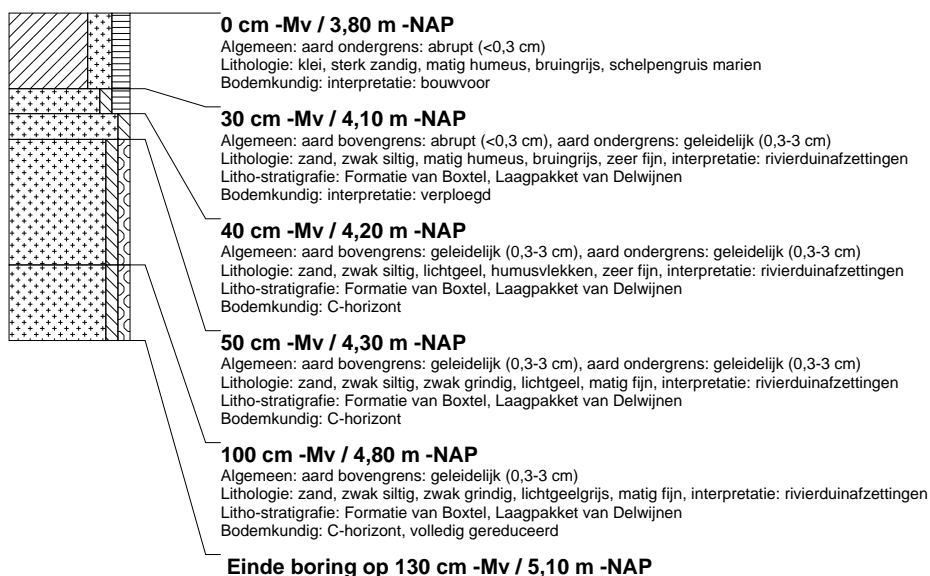 0 cm -Mv / 3,80 m -NAP
Algemeen: aard ondergrens: abrupt (<0,3 cm)
Lithologie: klei, sterk zandig, matig humeus, bruingrijs, schelpengruis marien
Bodemkundig: interpretatie: bouwvoor
30 cm -Mv / 4,10 m -NAP
Algemeen: aard bovengrens: abrupt (<0,3 cm), aard ondergrens: geleidelijk (0,3-3 cm)
Lithologie: zand, zwak siltig, matig humeus, bruingrijs, zeer fijn, interpretatie: rivierduinafzettingen
Litho-stratigrafie: Formatie van Boxtel, Laagpakket van Delwijnen
Bodemkundig: interpretatie: verploegd
40 cm -Mv / 4,20 m -NAP
Algemeen: aard bovengrens: geleidelijk (0,3-3 cm), aard ondergrens: geleidelijk (0,3-3 cm)
Lithologie: zand, zwak siltig, lichtgeel, humusvlekken, zeer fijn, interpretatie: rivierduinafzettingen
Litho-stratigrafie: Formatie van Boxtel, Laagpakket van Delwijnen
Bodemkundig: C-horizont
50 cm -Mv / 4,30 m -NAP
Algemeen: aard bovengrens: geleidelijk (0,3-3 cm), aard ondergrens: geleidelijk (0,3-3 cm)
Lithologie: zand, zwak siltig, zwak grindig, lichtgeel, matig fijn, interpretatie: rivierduinafzettingen
Litho-stratigrafie: Formatie van Boxtel, Laagpakket van Delwijnen
Bodemkundig: C-horizont
100 cm -Mv / 4,80 m -NAP
Algemeen: aard bovengrens: geleidelijk (0,3-3 cm)
Lithologie: zand, zwak siltig, zwak grindig, lichtgeelgrijs, matig fijn, interpretatie: rivierduinafzettingen
Litho-stratigrafie: Formatie van Boxtel, Laagpakket van Delwijnen
Bodemkundig: C-horizont, volledig gereduceerd
Einde boring op 130 cm -Mv / 5,10 m -NAP